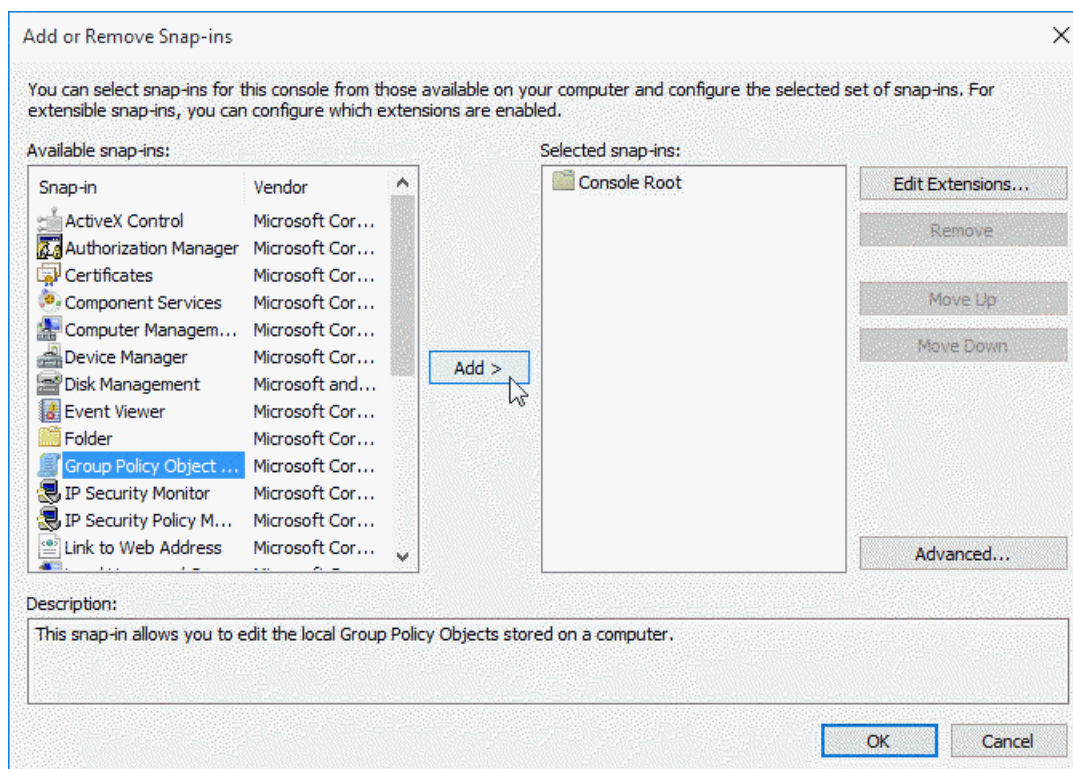 Add or Remove Snap-ins
You can select snap-ins for this console from those available on your computer and configure the selected set of snap-ins. For
extensible snap-ins, you can configure which extensions are enabled.
Available snap-ins:
Snap-in Vendor
ActiveX Control Microsoft Cor...
Authorization Manager Microsoft Cor...
Certificates Microsoft Cor...
Component Services Microsoft Cor...
Computer Managem... Microsoft Cor...
Device Manager Microsoft Cor...
Disk Management Microsoft and...
Event Viewer Microsoft Cor...
Folder Microsoft Cor...
Group Policy Object ... Microsoft Cor...
IP Security Monitor Microsoft Cor...
IP Security Policy M... Microsoft Cor...
Link to Web Address Microsoft Cor...
Add >
Selected snap-ins:
Console Root
Edit Extensions...
Remove
Move Up
Move Down
Advanced...
Description:
This snap-in allows you to edit the local Group Policy Objects stored on a computer.
OK
Cancel